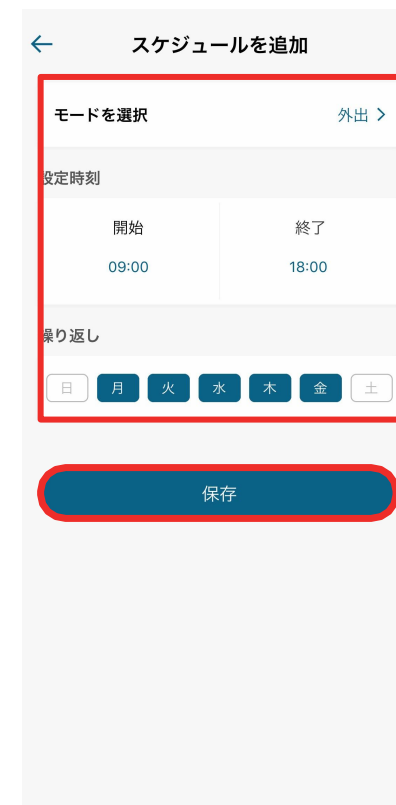 スケジュールを追加
モードを選択 外出
設定時刻
開始 終了
09:00 18:00
繰り返し
日 月 火 水 木 金 土
保存